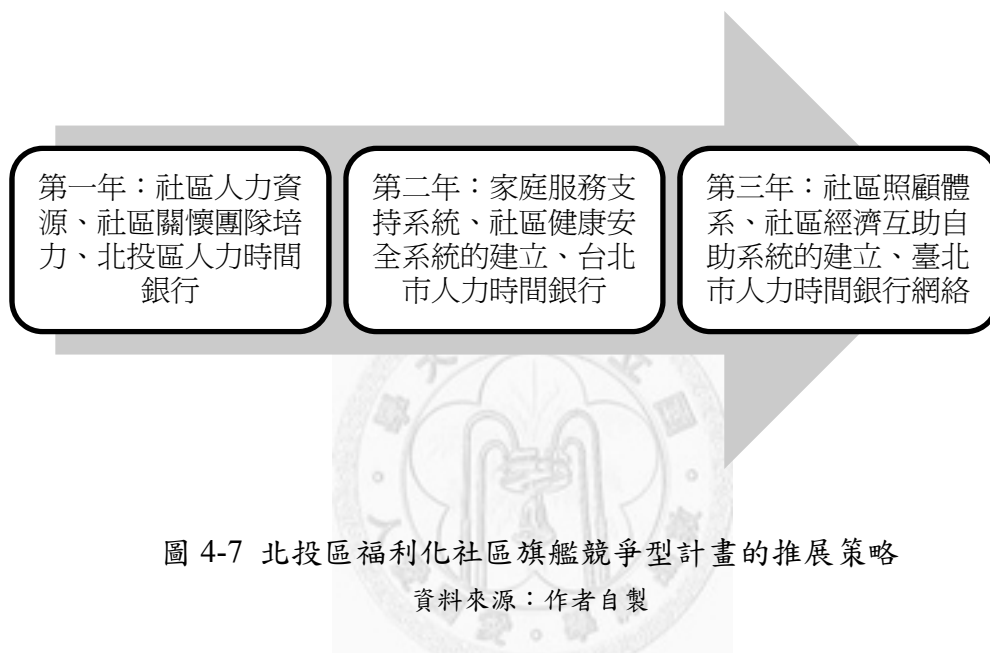 第一年：社區人力資
源、社區關懷團隊培
力、北投區人力時間
銀行
第二年：家庭服務支
持系統、社區健康安
全系統的建立、台北
市人力時間銀行
第三年：社區照顧體
系、社區經濟互助自
助系統的建立、臺北
市人力時間銀行網絡
圖 4-7 北投區福利化社區旗艦競爭型計畫的推展策略
資料來源：作者自製